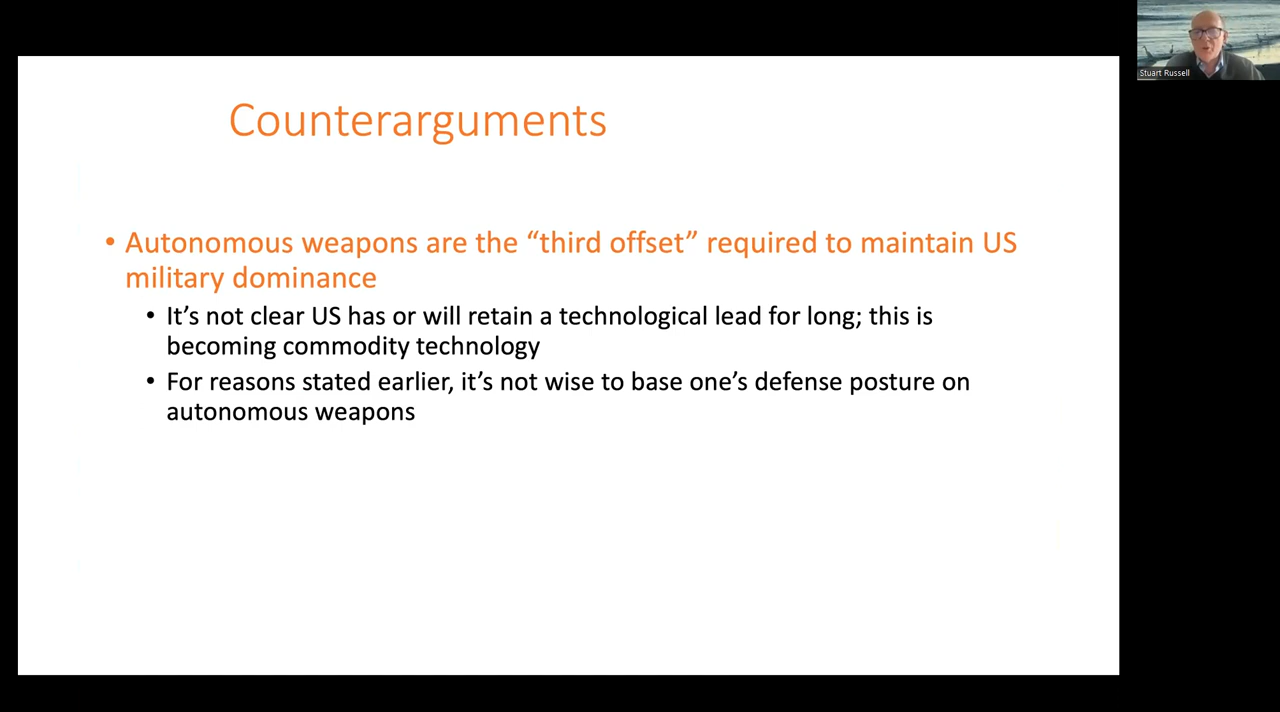 Counterarguments
• Autonomous weapons are the “third offset” required to maintain US
military dominance
• It’s not clear US has or will retain a technological lead for long; this is
becoming commodity technology
• For reasons stated earlier, it’s not wise to base one’s defense posture on
autonomous weapons
Stuart Russell